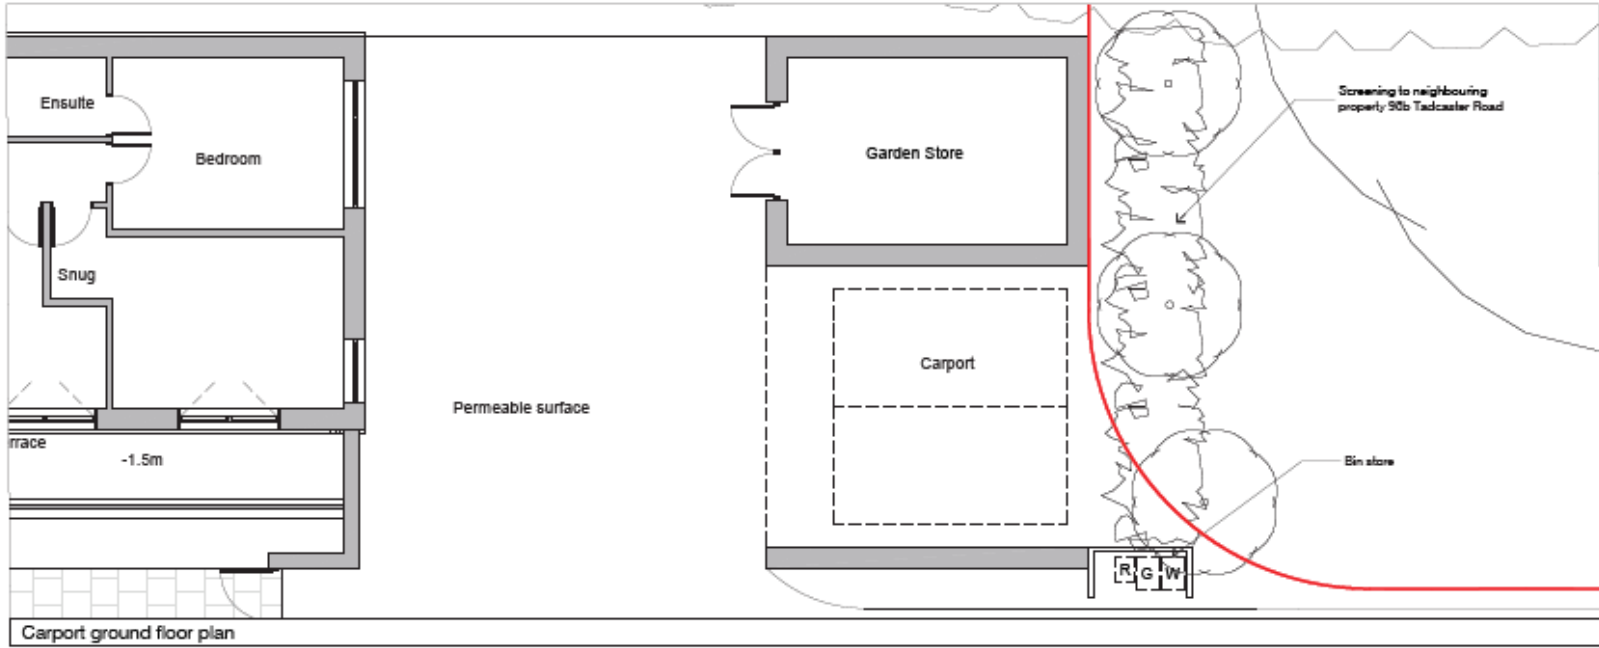 Ensuite
Bedroom
Snug
rrace
-1.5m
Permeable surface
Garden Store
Carport
Screening to neighbouring
property 98b Tadcaster Road
Bin store
R G W
Carport ground floor plan